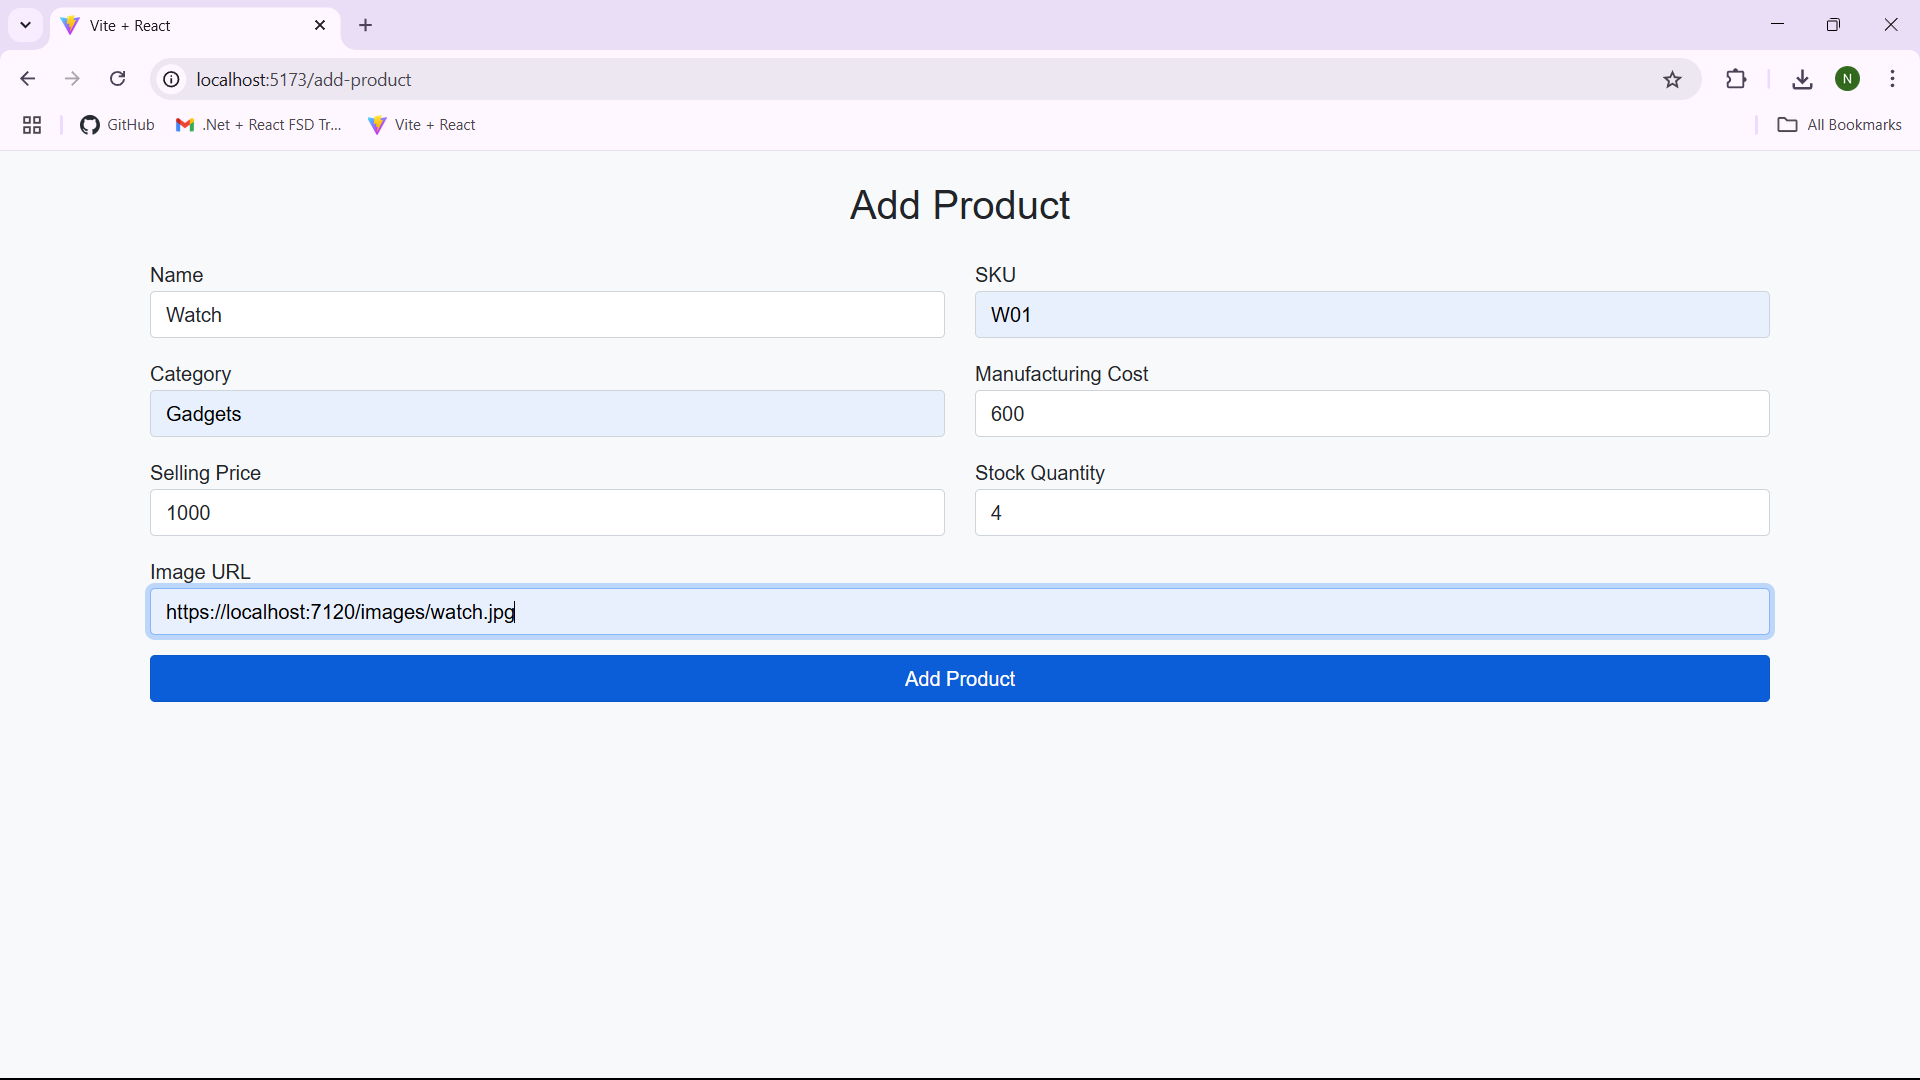 Vite + React
localhost:5173/add-product
N
GitHub
.Net + React FSD Tr...
Vite + React
All Bookmarks
Add Product
Name
SKU
Watch
W01
Category
Manufacturing Cost
Gadgets
600
Selling Price
Stock Quantity
1000
4
Image URL
https://localhost:7120/images/watch.jpg
Add Product